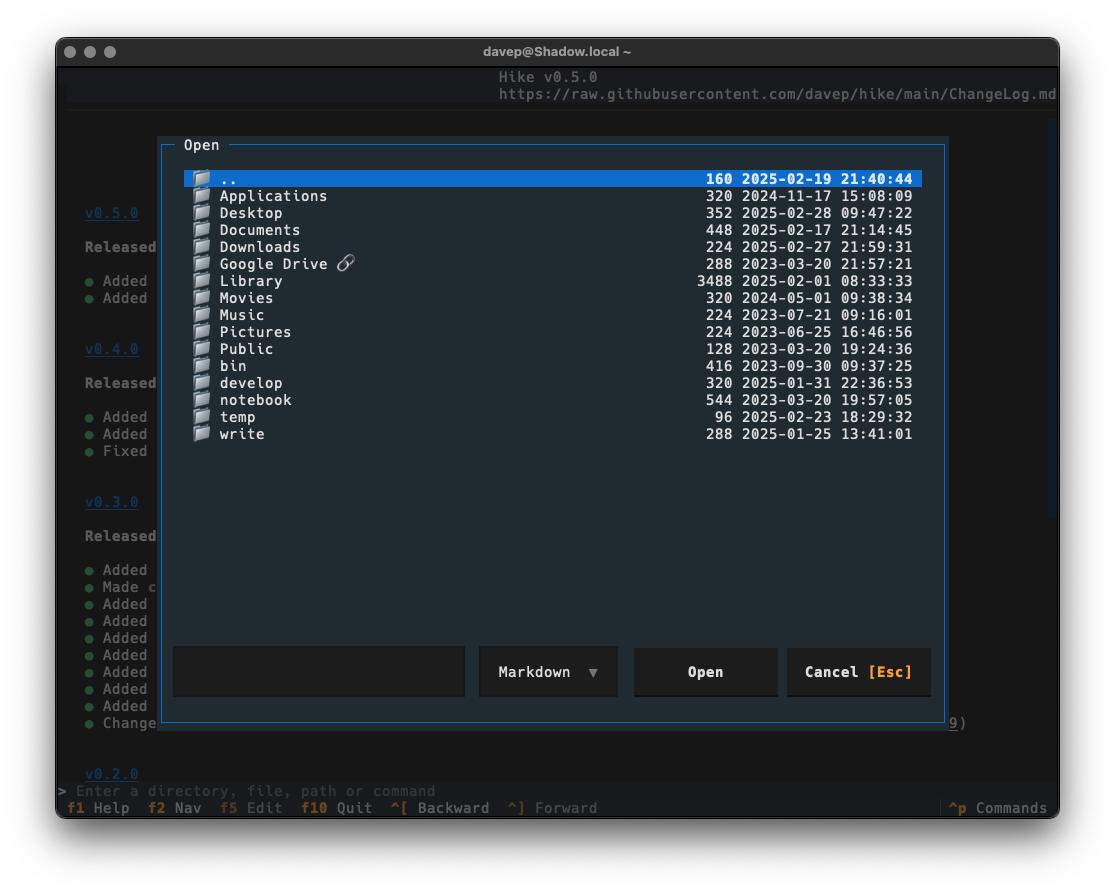 davep@Shadow.local ~
Hike v0.5.0
https://raw.githubusercontent.com/davep/hike/main/ChangeLog.md
Open
.. 160 2025-02-19 21:40:44
Applications 320 2024-11-17 15:08:09
Desktop 352 2025-02-28 09:47:22
v0.5.0
Documents 448 2025-02-17 21:14:45
Released
Downloads 224 2025-02-27 21:59:31
Google Drive 🔗 288 2023-03-20 21:57:21
● Added
Library 3488 2025-02-01 08:33:33
● Added
Movies 320 2024-05-01 09:38:34
Music 224 2023-07-21 09:16:01
Pictures 224 2023-06-25 16:46:56
v0.4.0
Public 128 2023-03-20 19:24:36
bin 416 2023-09-30 09:37:25
Released
develop 320 2025-01-31 22:36:53
notebook 544 2023-03-20 19:57:05
● Added
temp 96 2025-02-23 18:29:32
● Added
write 288 2025-01-25 13:41:01
● Fixed
v0.3.0
Released
● Added
● Made c
● Added
● Added
● Added
● Added
● Added
● Added
● Added
● Change 9)
Markdown ▼ Open Cancel [Esc]
v0.2.0
> Enter a directory, file, path or command
f1 Help f2 Nav f5 Edit f10 Quit ^[ Backward ^] Forward ^p Commands